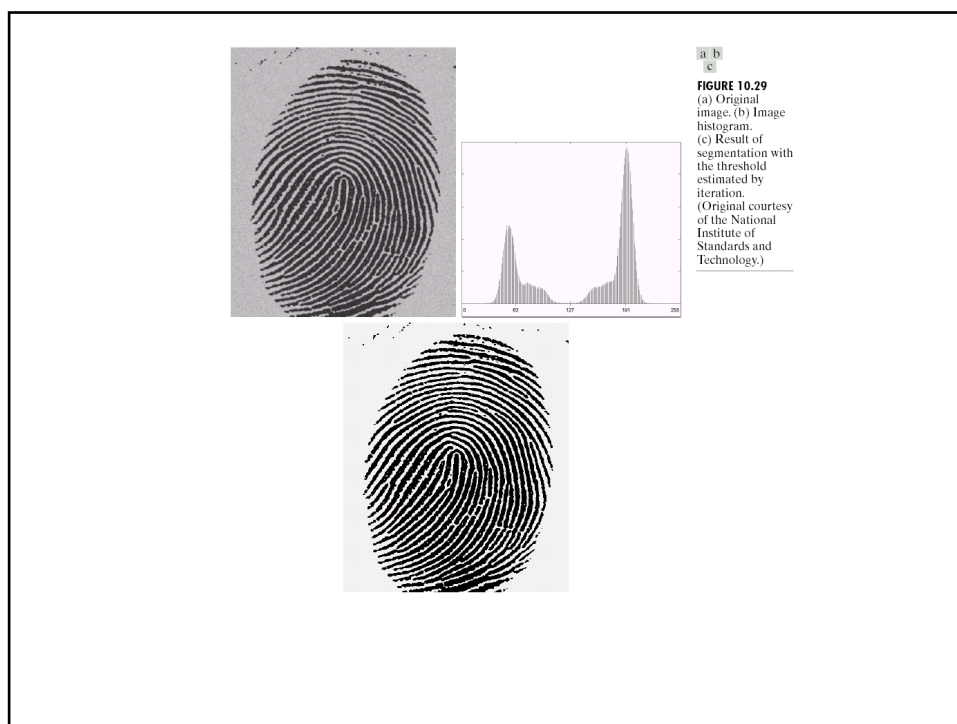 a b
c
FIGURE 10.29
(a) Original
image. (b) Image
histogram.
(c) Result of
segmentation with
the threshold
estimated by
iteration.
(Original courtesy
of the National
Institute of
Standards and
Technology.)
0 63 127 191 255